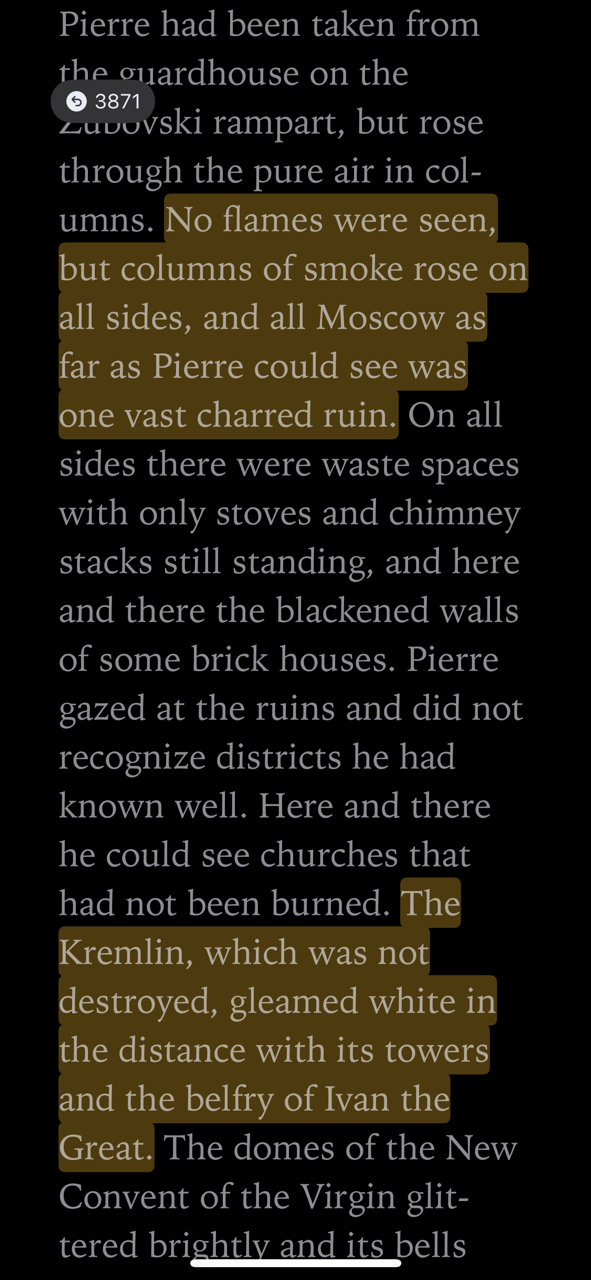 Pierre had been taken from
the guardhouse on the
3871
Zubovski rampart, but rose
through the pure air in col-
umns. No flames were seen,
but columns of smoke rose on
all sides, and all Moscow as
far as Pierre could see was
one vast charred ruin. On all
sides there were waste spaces
with only stoves and chimney
stacks still standing, and here
and there the blackened walls
of some brick houses. Pierre
gazed at the ruins and did not
recognize districts he had
known well. Here and there
he could see churches that
had not been burned. The
Kremlin, which was not
destroyed, gleamed white in
the distance with its towers
and the belfry of Ivan the
Great. The domes of the New
Convent of the Virgin glit-
tered brightly and its bells